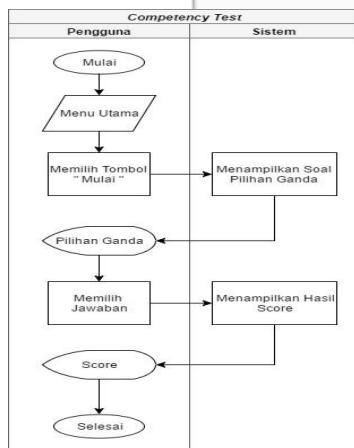 Competency Test
Pengguna
Sistem
Mulai
Menu Utama
Memilih Tombol
"Mulai"
Menampilkan Soal
Pilihan Ganda
Pilihan Ganda
Memilih
Jawaban
Menampilkan Hasil
Score
Score
Selesai